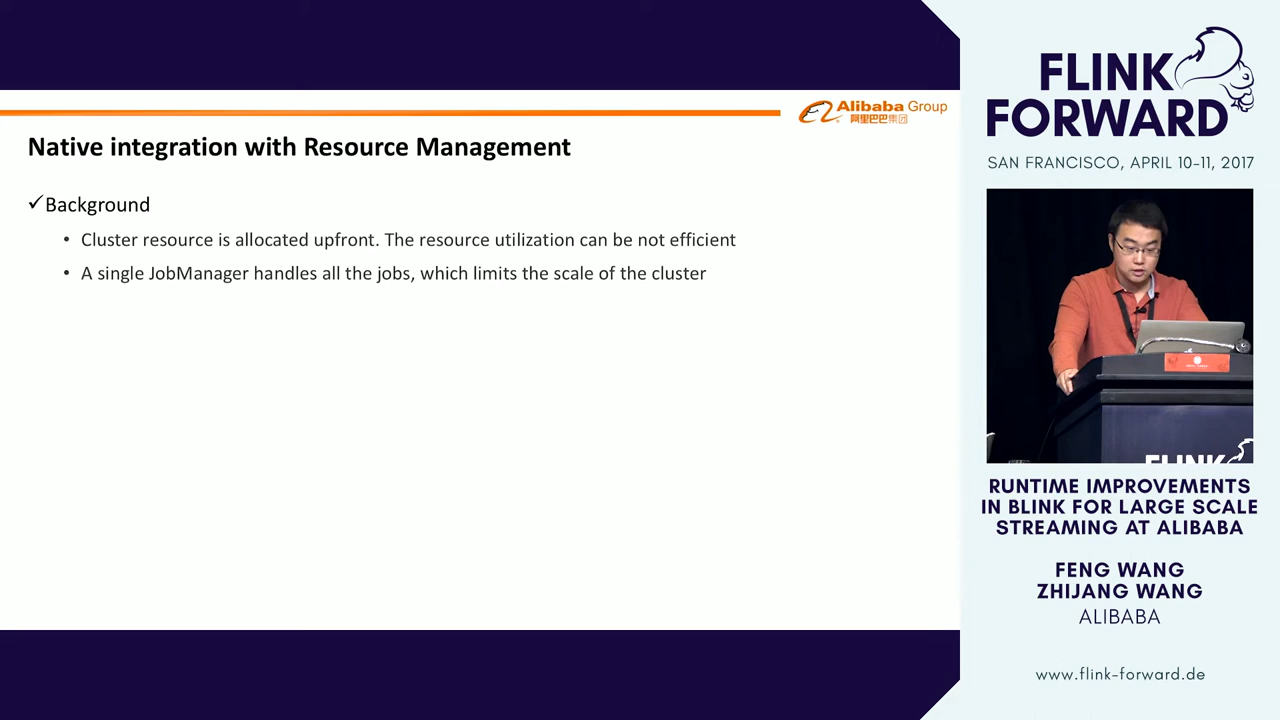 Alibaba Group
阿里巴巴集团
Native integration with Resource Management
✓Background
• Cluster resource is allocated upfront. The resource utilization can be not efficient
• A single JobManager handles all the jobs, which limits the scale of the cluster
FLINK
FORWARD
SAN FRANCISCO, APRIL 10-11, 2017
FLINK
RUNTIME IMPROVEMENTS
IN BLINK FOR LARGE SCALE
STREAMING AT ALIBABA
FENG WANG
ZHIJANG WANG
ALIBABA
www.flink-forward.de